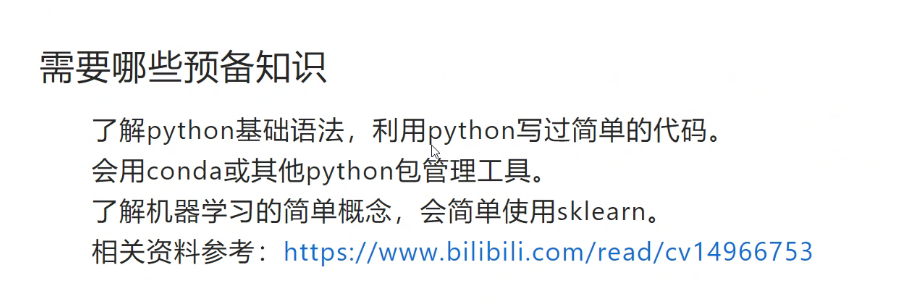 需要哪些预备知识
了解python基础语法，利用python写过简单的代码。
会用conda或其他python包管理工具。
了解机器学习的简单概念，会简单使用sklearn。
相关资料参考：https://www.bilibili.com/read/cv14966753